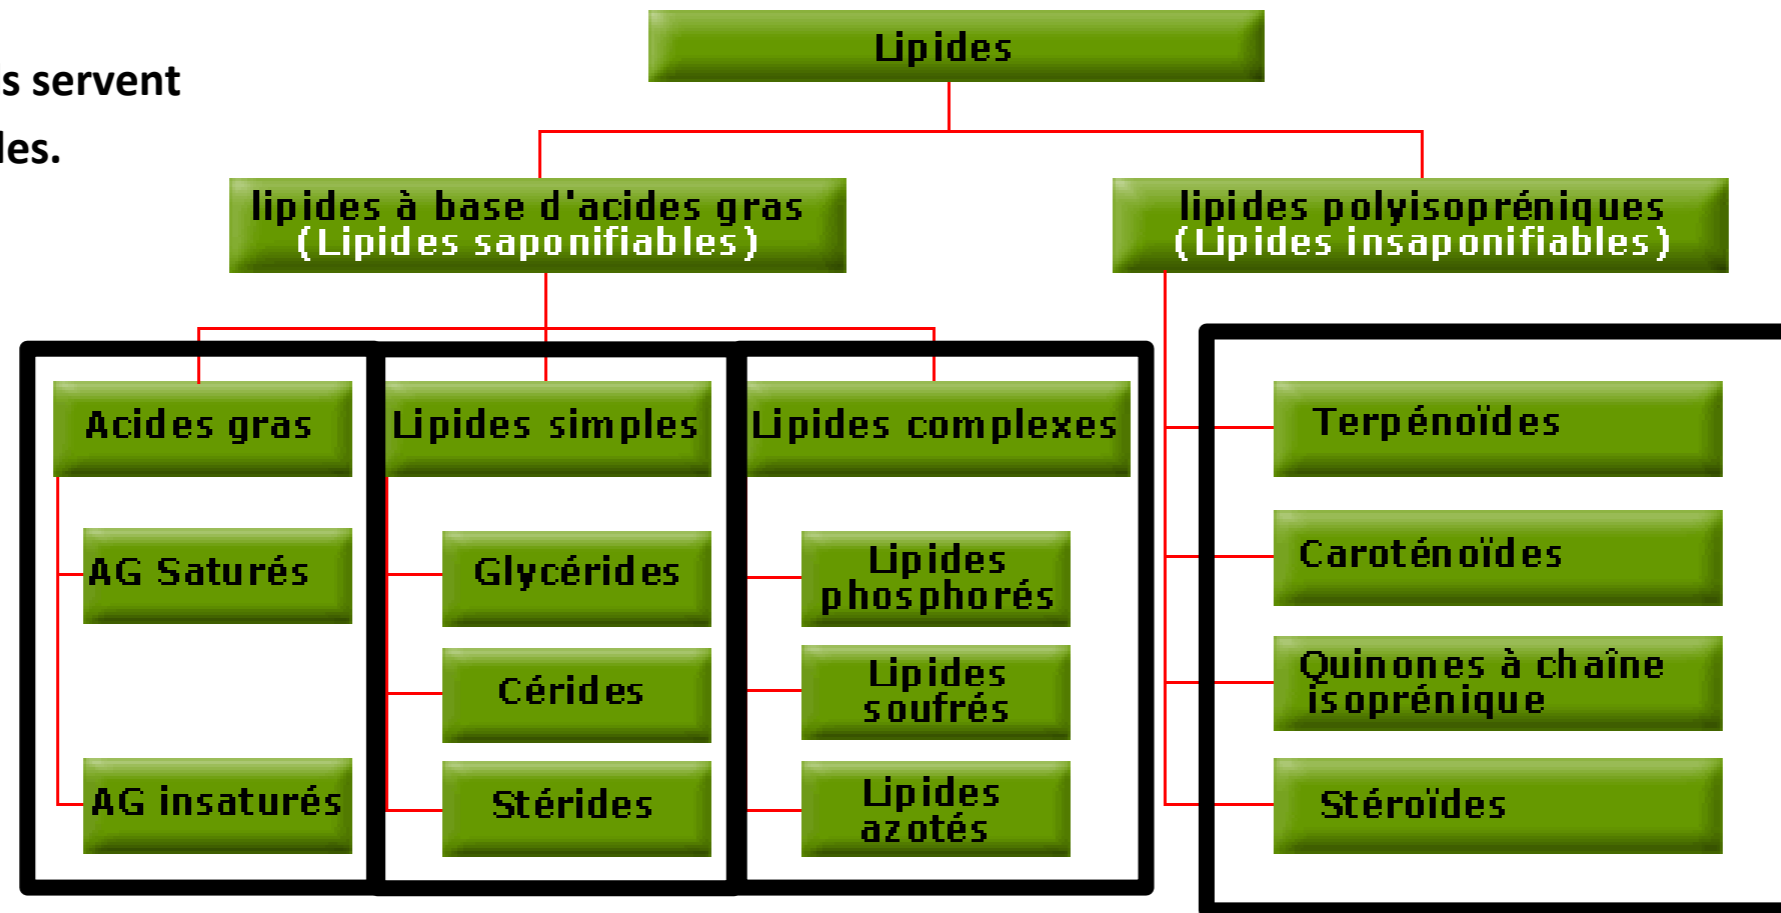 s servent
les.
Lipides
lipides à base d'acides gras
(Lipides saponifiables)
lipides polyisopréniques
(Lipides insaponifiables)
Acides gras
AG Saturés
AG insaturés
Lipides simples
Glycérides
Cérides
Stérides
Lipides complexes
Lipides
phosphorés
Lipides
soufrés
Lipides
azotés
Terpénoïdes
Caroténoïdes
Quinones à chaîne
isoprénique
Stéroïdes